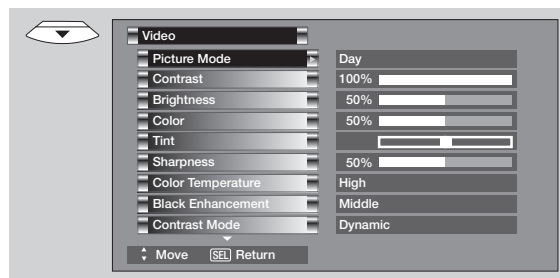 Video
Picture Mode Day
Contrast 100%
Brightness 50%
Color 50%
Tint
Sharpness 50%
Color Temperature High
Black Enhancement Middle
Contrast Mode Dynamic
Move SEL Return